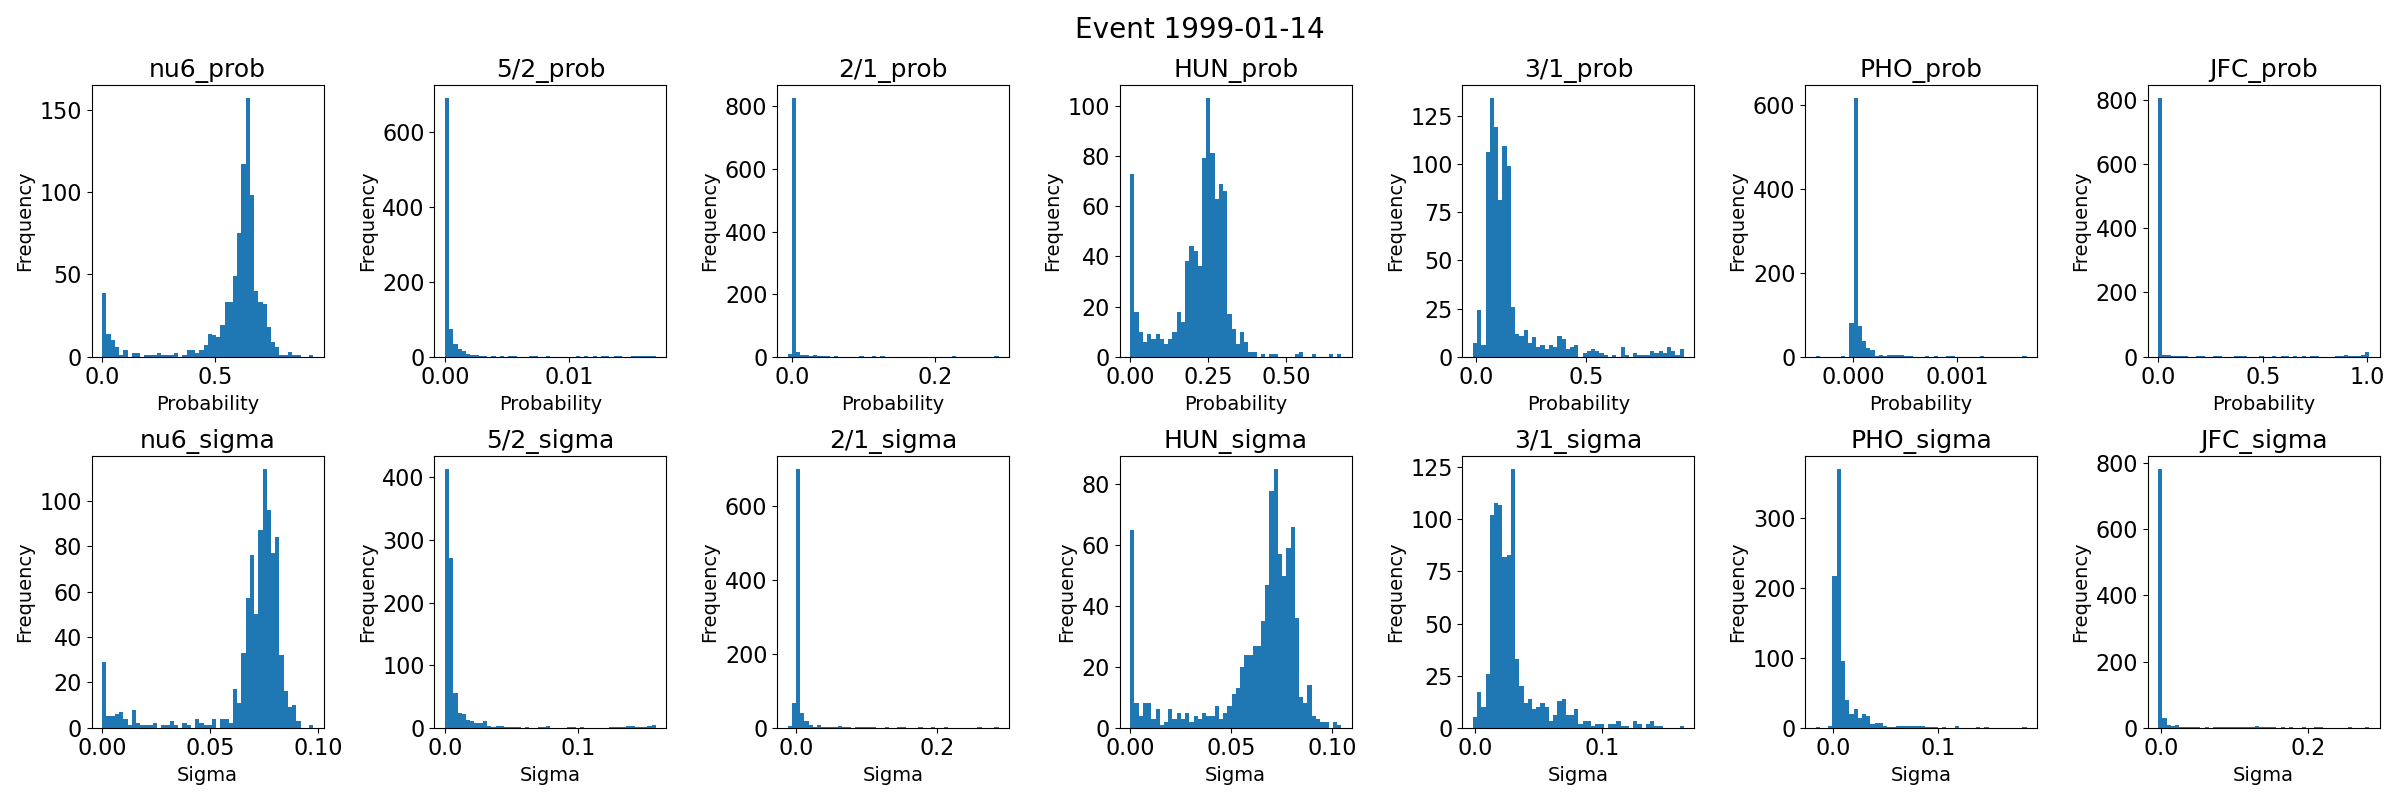 Event 1999-01-14
nu6_prob 5/2_prob 2/1_prob HUN_prob 3/1_prob PHO_prob JFC_prob
Frequency 0 50 100 150 0.0 0.5 Probability
Frequency 0 200 400 600 0.00 0.01 Probability
Frequency 0 200 400 600 800 0.0 0.2 Probability
Frequency 0 20 40 60 80 100 0.00 0.25 0.50 Probability
Frequency 0 25 50 75 100 125 0.0 0.5 Probability
Frequency 0 200 400 600 0.000 0.001 Probability
Frequency 0 200 400 600 800 0.0 0.5 1.0 Probability
nu6_sigma 5/2_sigma 2/1_sigma HUN_sigma 3/1_sigma PHO_sigma JFC_sigma
Frequency 0 20 40 60 80 100 0.00 0.05 0.10 Sigma
Frequency 0 100 200 300 400 0.0 0.1 Sigma
Frequency 0 200 400 600 0.0 0.2 Sigma
Frequency 0 20 40 60 80 0.00 0.05 0.10 Sigma
Frequency 0 25 50 75 100 125 0.0 0.1 Sigma
Frequency 0 100 200 300 0.0 0.1 Sigma
Frequency 0 200 400 600 800 0.0 0.2 Sigma